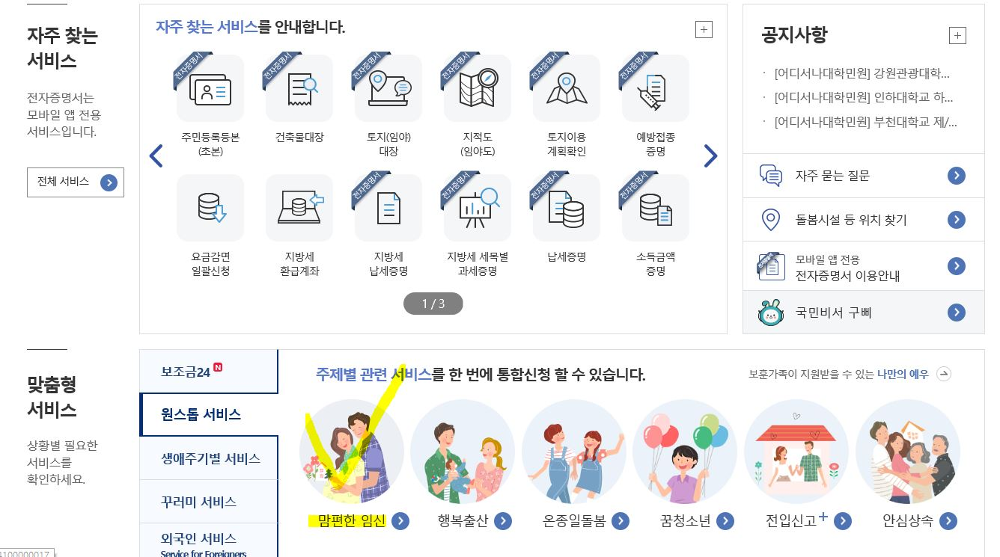 자주 찾는
서비스
전자증명서는
모바일 앱 전용
서비스입니다.
전체 서비스
자주 찾는 서비스를 안내합니다.
전자증명서
주민등록등본
(초본)
전자증명서
건축물대장
전자증명서
토지(임야)
대장
전자증명서
지적도
(임야도)
전자증명서
토지이용
계획확인
전자증명서
예방접종
증명
요금감면
일괄신청
지방세
환급계좌
전자증명서
지방세
납세증명
전자증명서
지방세 세목별
과세증명
전자증명서
납세증명
전자증명서
소득금액
증명
1 / 3
공지사항
· [어디서나대학민원] 강원관광대학...
· [어디서나대학민원] 인하대학교 하...
· [어디서나대학민원] 부천대학교 제/...
자주 묻는 질문
돌봄시설 등 위치 찾기
전자증명서
모바일 앱 전용
전자증명서 이용안내
국민비서 구삐
맞춤형
서비스
상황별 필요한
서비스를
확인하세요.
보조금24 N
원스톱 서비스
생애주기별 서비스
꾸러미 서비스
외국인 서비스
Service for Foreigners
주제별 관련 서비스를 한 번에 통합신청 할 수 있습니다.
보훈가족이 지원받을 수 있는 나만의 예우
맘편한 임신
행복출산
온종일돌봄
꿈청소년
전입신고+
안심상속